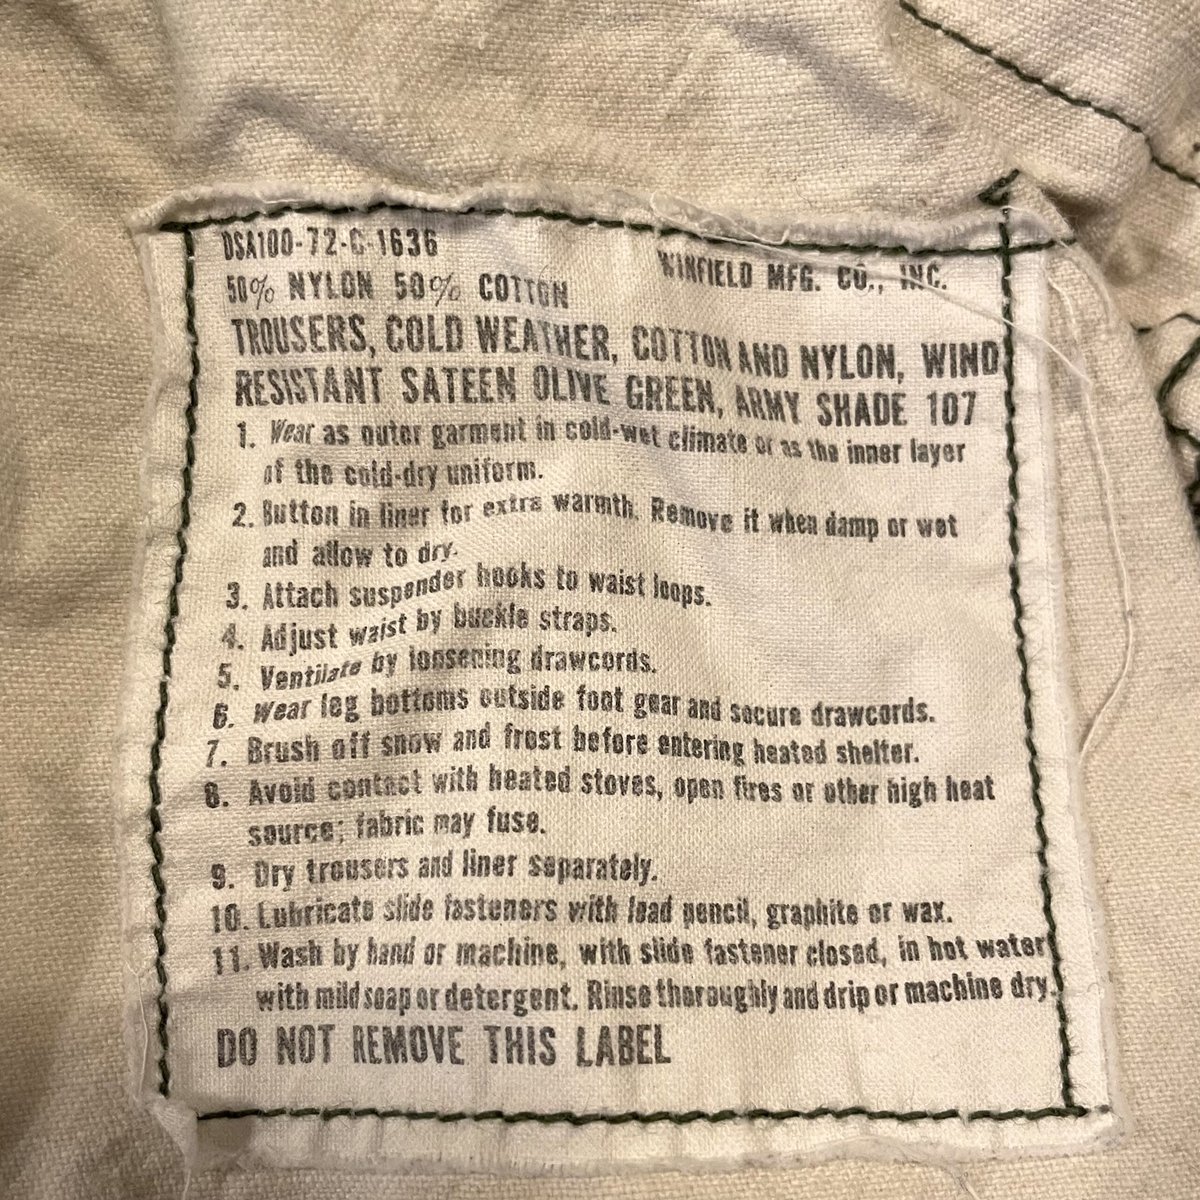 DSA100-72-C-1636
WINFIELD MFG. CO., INC.
50% NYLON 50% COTTON
TROUSERS, COLD WEATHER, COTTON AND NYLON, WIND
RESISTANT SATEEN OLIVE GREEN, ARMY SHADE 107
1. Wear as outer garment in cold-wet climate or as the inner layer
of the cold-dry uniform.
2. Button in liner for extra warmth. Remove it when damp or wet
and allow to dry.
3. Attach suspender hooks to waist loops.
4. Adjust waist by buckle straps.
5. Ventilate by loosening drawcords.
6. Wear leg bottoms outside foot gear and secure drawcords.
7. Brush off snow and frost before entering heated shelter.
8. Avoid contact with heated stoves, open fires or other high heat
source; fabric may fuse.
9. Dry trousers and liner separately.
10. Lubricate slide fasteners with lead pencil, graphite or wax.
11. Wash by hand or machine, with slide fastener closed, in hot water
with mild soap or detergent. Rinse thoroughly and drip or machine dry.
DO NOT REMOVE THIS LABEL